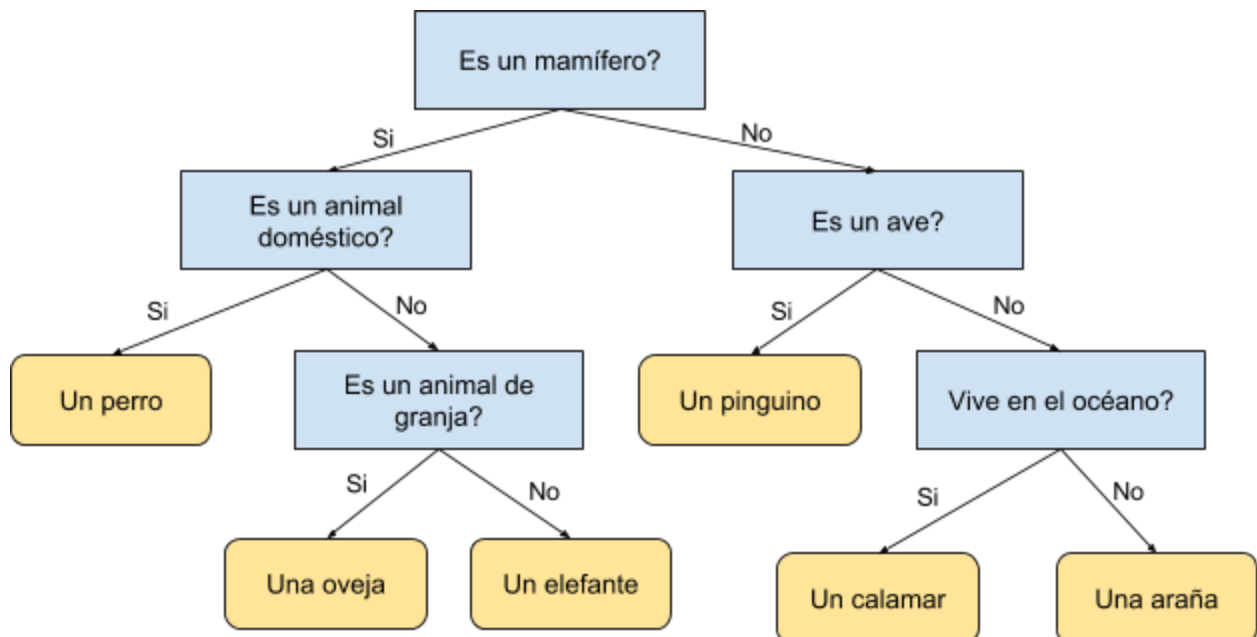 Es un mamífero?
Si
No
Es un animal
doméstico?
Es un ave?
Si
No
Si
No
Un perro
Es un animal de
granja?
Un pinguino
Vive en el océano?
Si
No
Si
No
Una oveja
Un elefante
Un calamar
Una araña